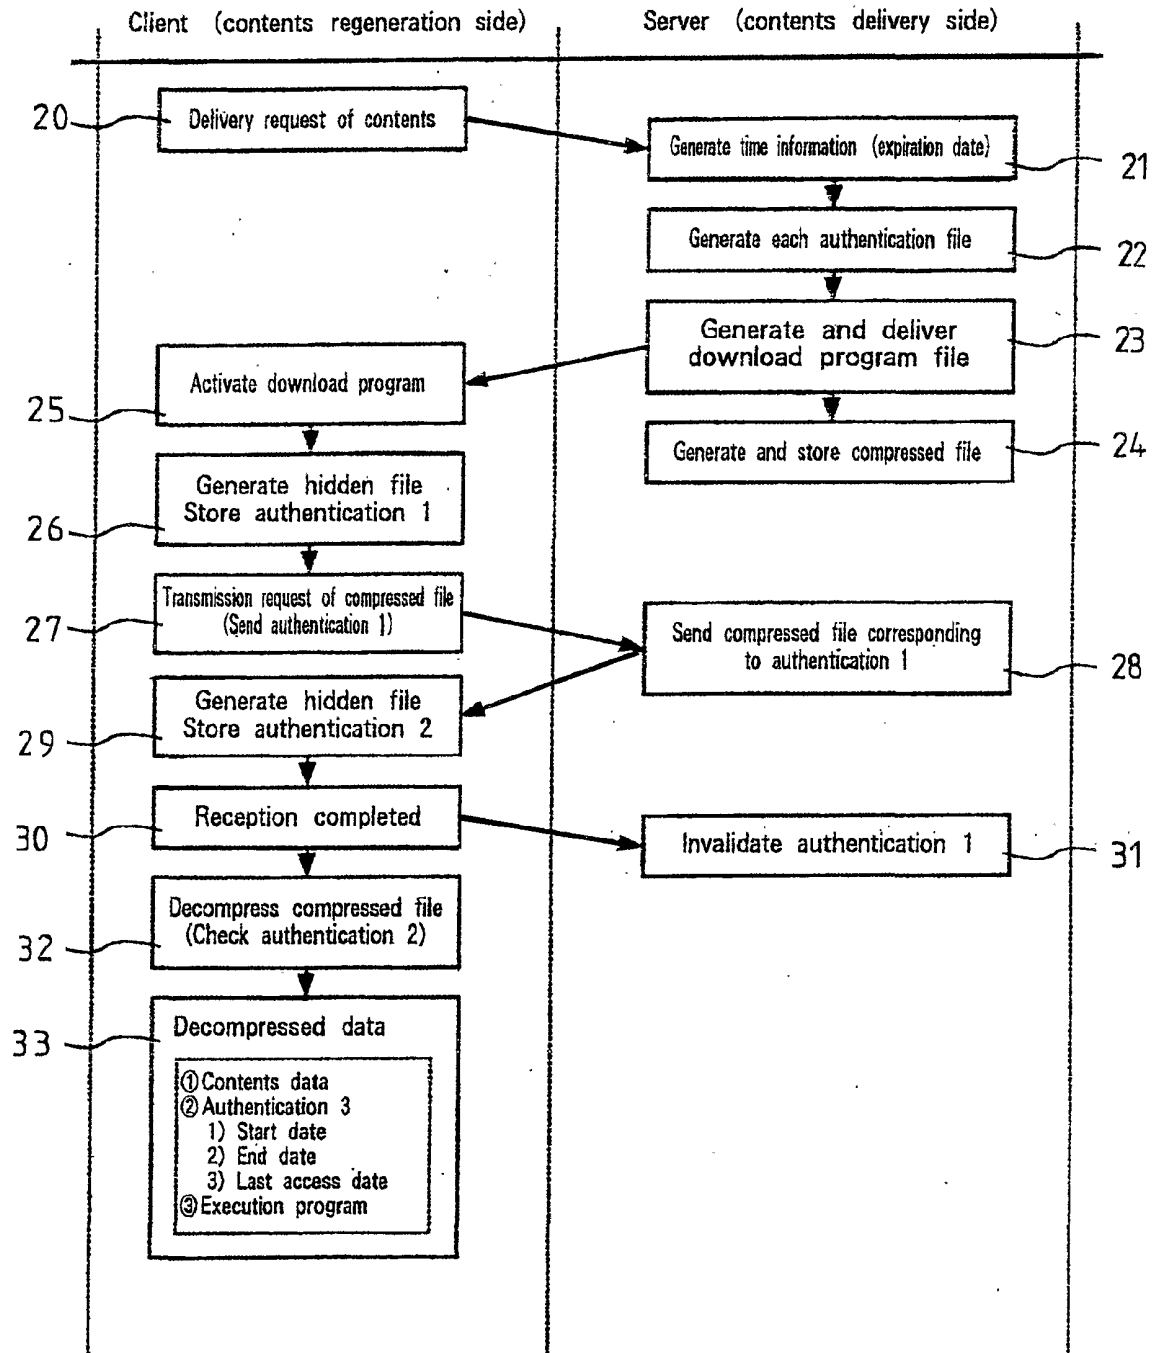 Client (contents regeneration side)
Server (contents delivery side)
20
Delivery request of contents
Generate time information (expiration date)
21
Generate each authentication file
22
Generate and deliver
download program file
23
Activate download program
25
Generate and store compressed file
24
Generate hidden file
Store authentication 1
26
Transmission request of compressed file
(Send authentication 1)
27
Send compressed file corresponding
to authentication 1
28
Generate hidden file
Store authentication 2
29
Reception completed
30
Invalidate authentication 1
31
Decompress compressed file
(Check authentication 2)
32
Decompressed data
33
①Contents data
②Authentication 3
1) Start date
2) End date
3) Last access date
③Execution program